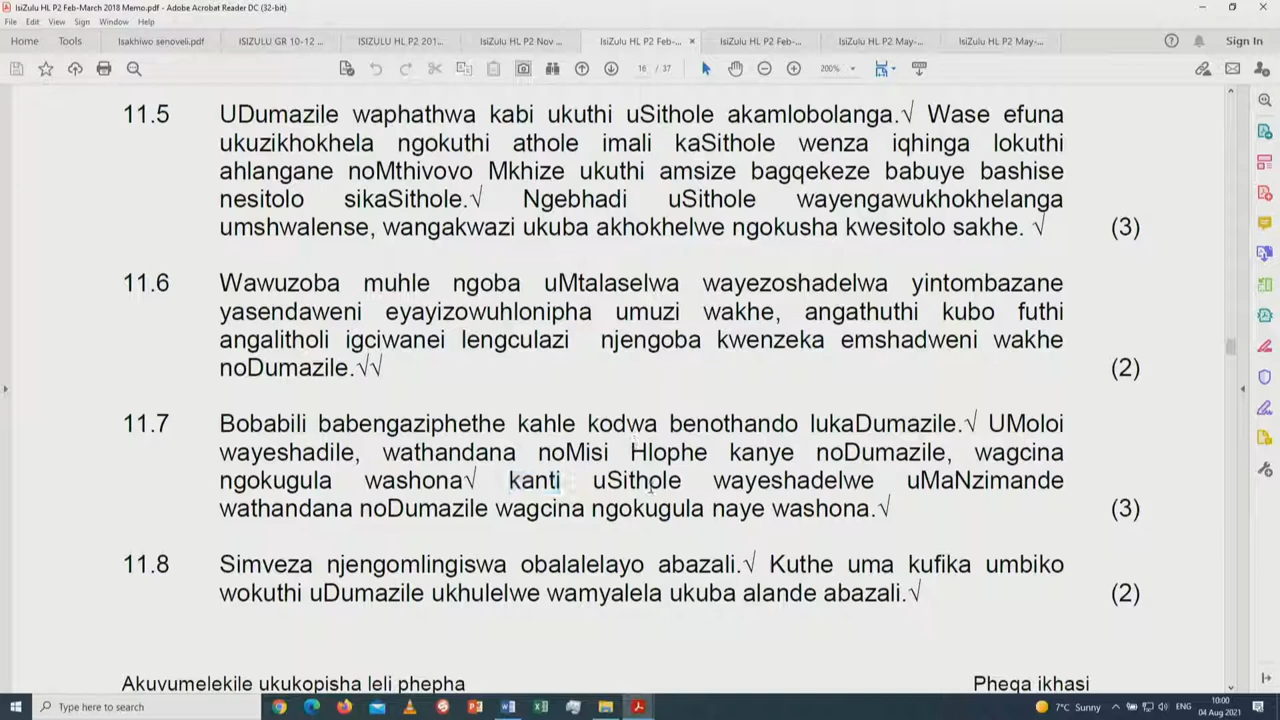 IsiZulu HL P2 Feb-March 2018 Memo.pdf - Adobe Acrobat Reader DC (32-bit)
File Edit View Sign Window Help
Home Tools Isakhiwo senoveli.pdf ISIZULU GR 10-12 ... ISIZULU HL P2 201... IsiZulu HL P2 Nov ... IsiZulu HL P2 Feb-... × IsiZulu HL P2 Feb-... IsiZulu HL P2 May-... IsiZulu HL P2 May-... Sign In
16 / 37 200%
11.5 UDumazile waphathwa kabi ukuthi uSithole akamlobolanga.√ Wase efuna
ukuzikhokhela ngokuthi athole imali kaSithole wenza iqhinga lokuthi
ahlangane noMthivovo Mkhize ukuthi amsize bagqekeze babuye bashise
nesitolo sikaSithole.√ Ngebhadi uSithole wayengawukhokhelanga
umshwalense, wangakwazi ukuba akhokhelwe ngokusha kwesitolo sakhe. √ (3)
11.6 Wawuzoba muhle ngoba uMtalaselwa wayezoshadelwa yintombazane
yasendaweni eyayizowuhlonipha umuzi wakhe, angathuthi kubo futhi
angalitholi igciwanei lengculazi njengoba kwenzeka emshadweni wakhe
noDumazile.√√ (2)
11.7 Bobabili babengaziphethe kahle kodwa benothando lukaDumazile.√ UMoloi
wayeshadile, wathandana noMisi Hlophe kanye noDumazile, wagcina
ngokugula washona√ kanti uSithole wayeshadelwe uMaNzimande
wathandana noDumazile wagcina ngokugula naye washona.√ (3)
11.8 Simveza njengomlingiswa obalalelayo abazali.√ Kuthe uma kufika umbiko
wokuthi uDumazile ukhulelwe wamyalela ukuba alande abazali.√ (2)
Akuvumelekile ukukopisha leli phepha Pheqa ikhasi
Type here to search 7°C Sunny ENG 10:00
04 Aug 2021